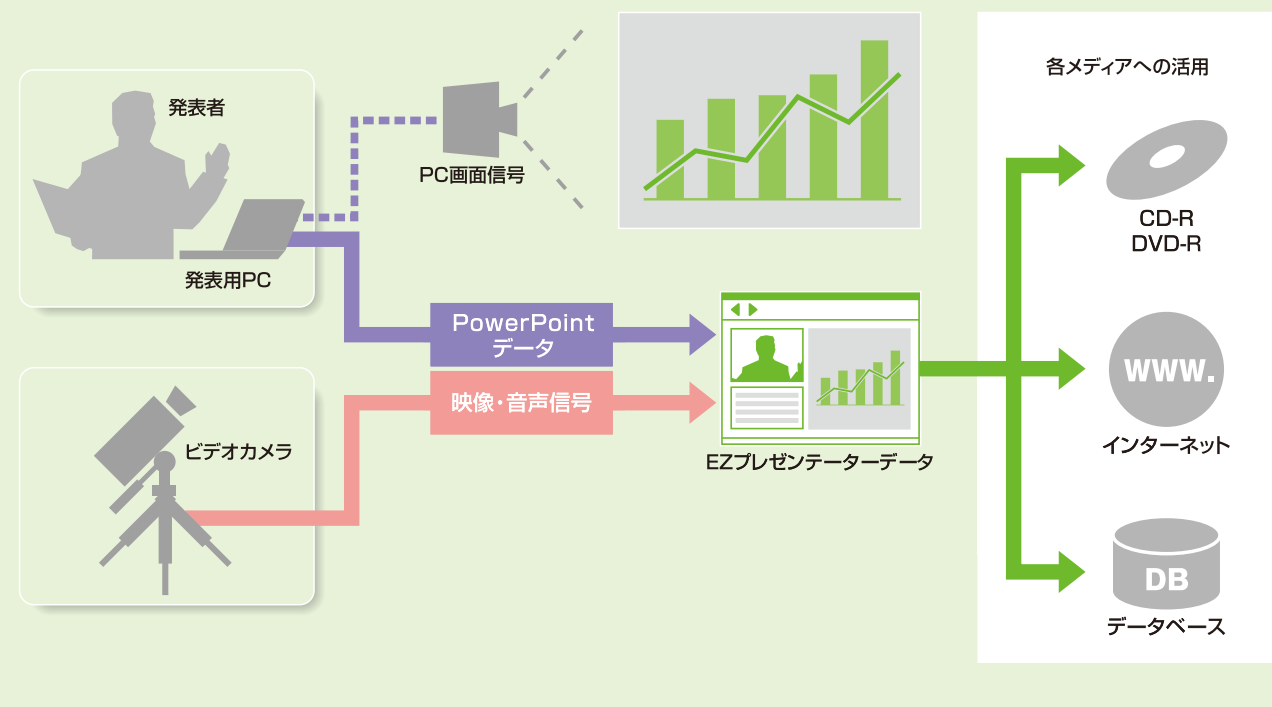 発表者
発表用PC
PC画面信号
PowerPoint
データ
映像・音声信号
ビデオカメラ
EZプレゼンテーターデータ
各メディアへの活用
CD-R
DVD-R
WWW.
インターネット
DB
データベース